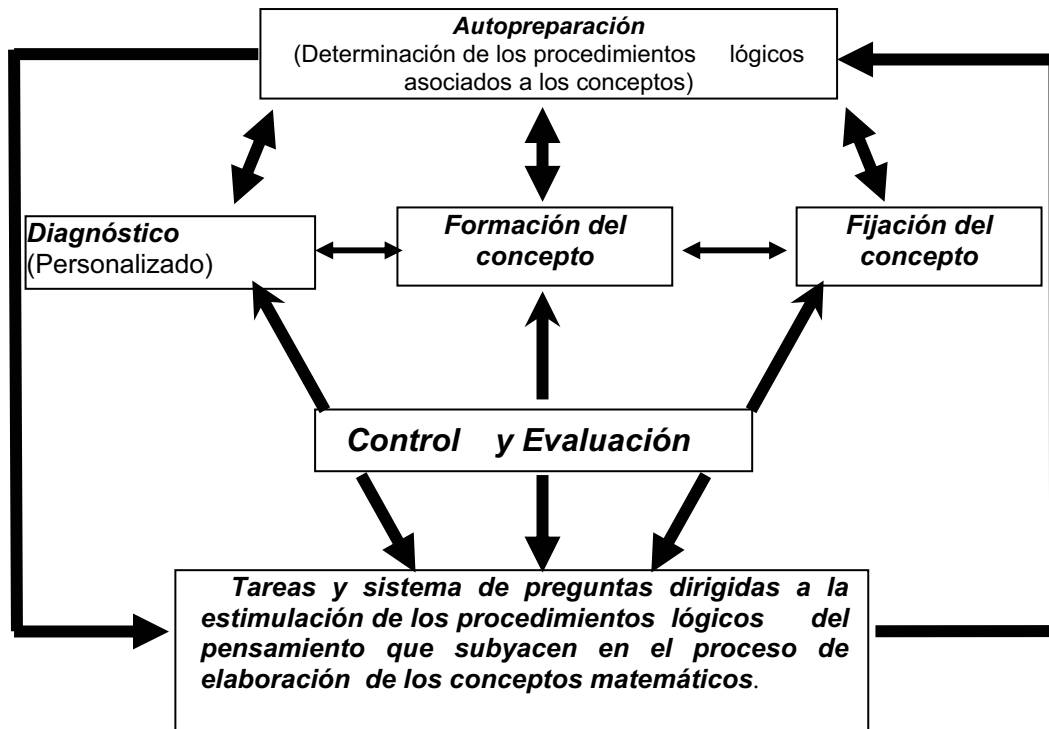 Autopreparación
(Determinación de los procedimientos lógicos
asociados a los conceptos)
Diagnóstico
(Personalizado)
Formación del
concepto
Fijación del
concepto
Control y Evaluación
Tareas y sistema de preguntas dirigidas a la
estimulación de los procedimientos lógicos del
pensamiento que subyacen en el proceso de
elaboración de los conceptos matemáticos.